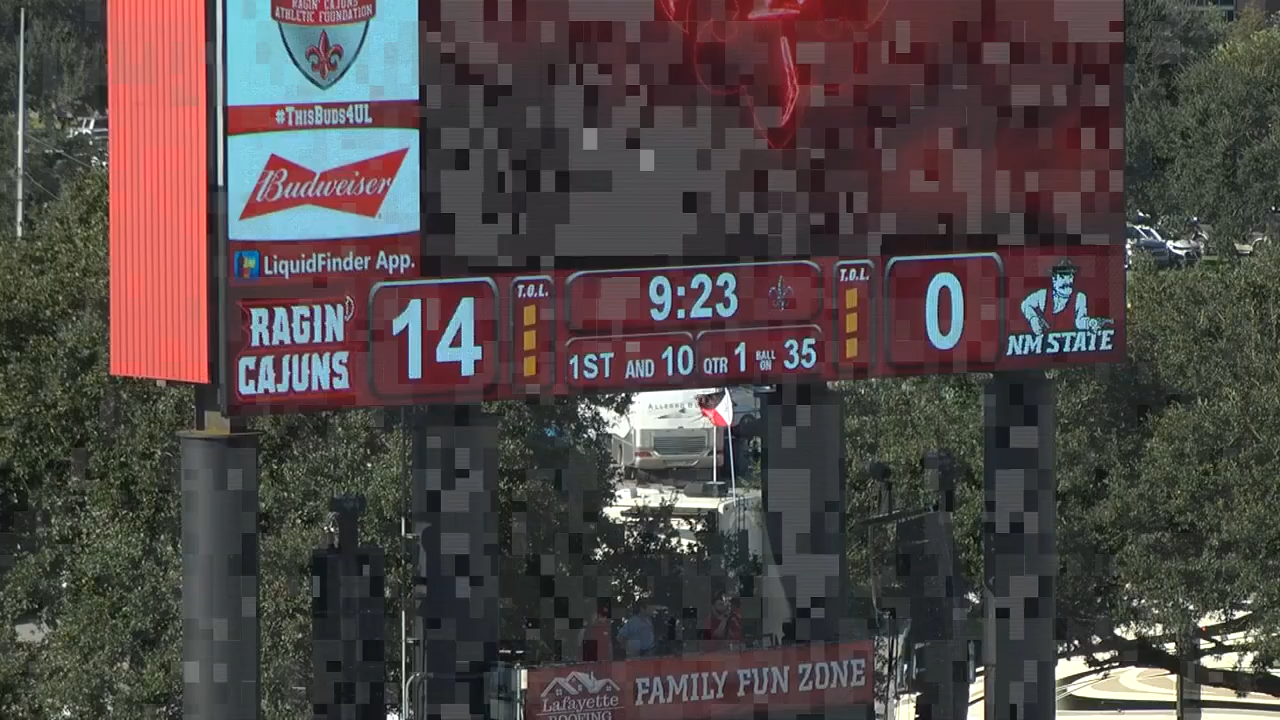 RAGIN' CAJUNS
ATHLETIC FOUNDATION
#THISBUDS4UL
Budweiser
LiquidFinder App.
RAGIN'
CAJUNS
14
T.O.L.
9:23
T.O.L.
0
NM STATE
1ST AND 10 QTR 1 BALL ON 35
ALLEGRO
FAMILY FUN ZONE
Lafayette
ROOFING